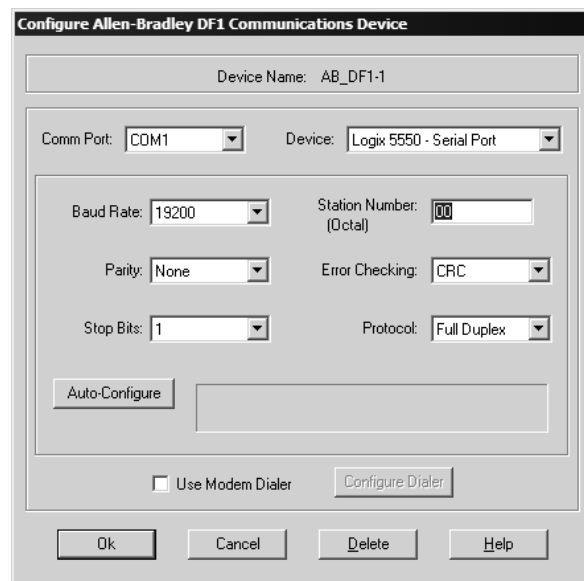 Configure Allen-Bradley DF1 Communications Device
Device Name: AB_DF1-1
Comm Port: COM1 Device: Logix 5550 - Serial Port
Baud Rate: 19200 Station Number: 00
(Octal)
Parity: None Error Checking: CRC
Stop Bits: 1 Protocol: Full Duplex
Auto-Configure
Use Modem Dialer Configure Dialer
Ok Cancel Delete Help